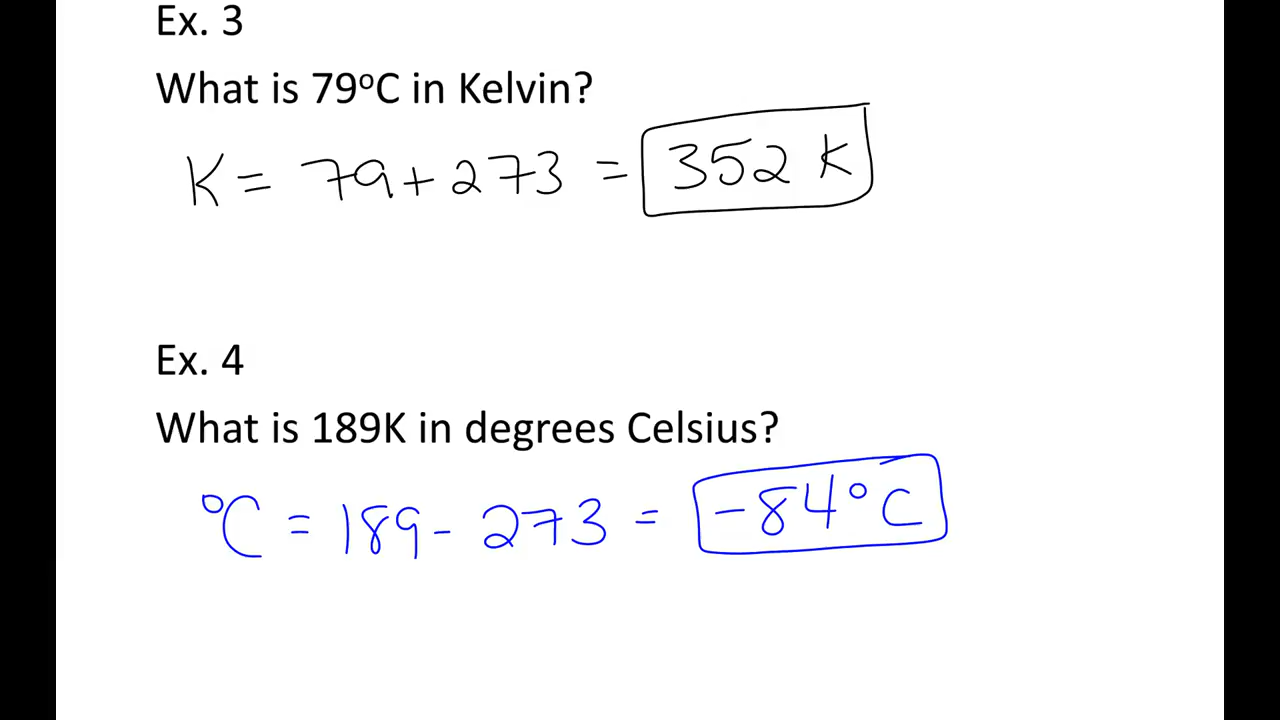 Ex. 3
What is 79°C in Kelvin?
K = 79 + 273 = 352 K
Ex. 4
What is 189K in degrees Celsius?
°C = 189 - 273 = -84°C